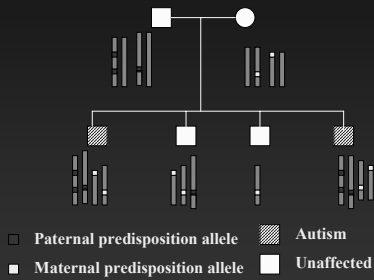 Paternal predisposition allele
Autism
Maternal predisposition allele
Unaffected